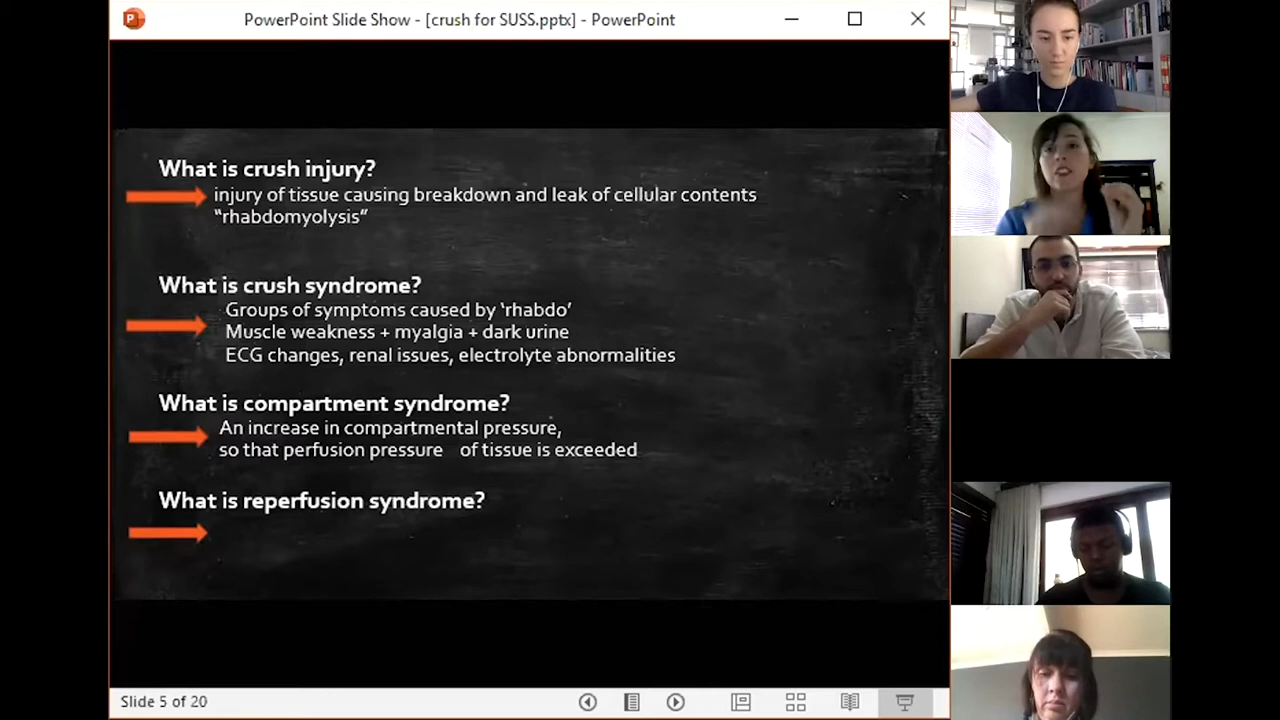 PowerPoint Slide Show - [crush for SUSS.pptx] - PowerPoint
What is crush injury?
injury of tissue causing breakdown and leak of cellular contents
“rhabdomyolysis”
What is crush syndrome?
Groups of symptoms caused by ‘rhabdo’
Muscle weakness + myalgia + dark urine
ECG changes, renal issues, electrolyte abnormalities
What is compartment syndrome?
An increase in compartmental pressure,
so that perfusion pressure of tissue is exceeded
What is reperfusion syndrome?
Slide 5 of 20